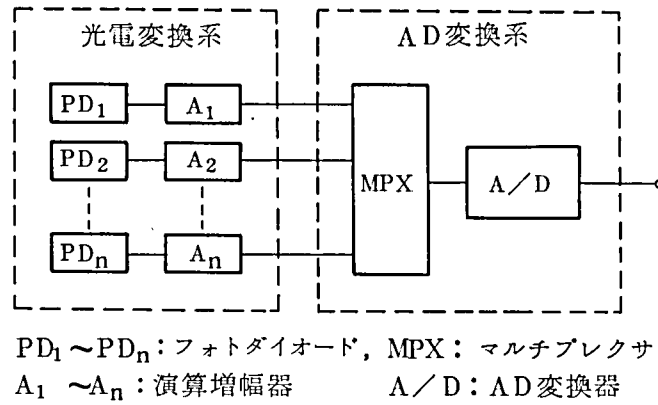 光電変換系
AD変換系
PD₁ A₁
PD₂ A₂
MPX A/D
PDₙ Aₙ
PD₁〜PDₙ：フォトダイオード，MPX：マルチプレクサ
A₁ 〜Aₙ：演算増幅器 A/D：AD変換器